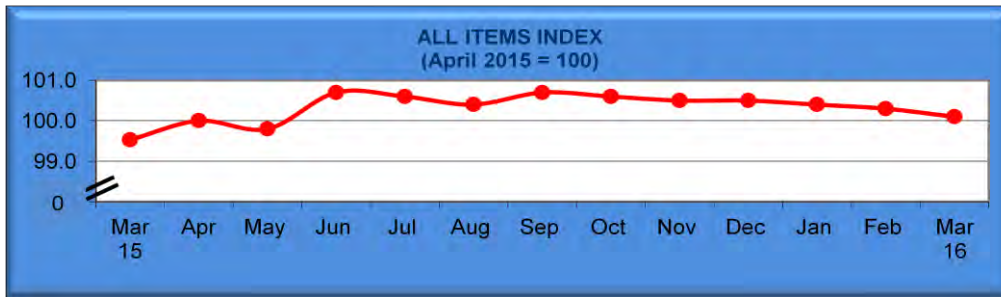 ALL ITEMS INDEX
(April 2015 = 100)
101.0
100.0
99.0
0
Mar Apr May Jun Jul Aug Sep Oct Nov Dec Jan Feb Mar
15 16